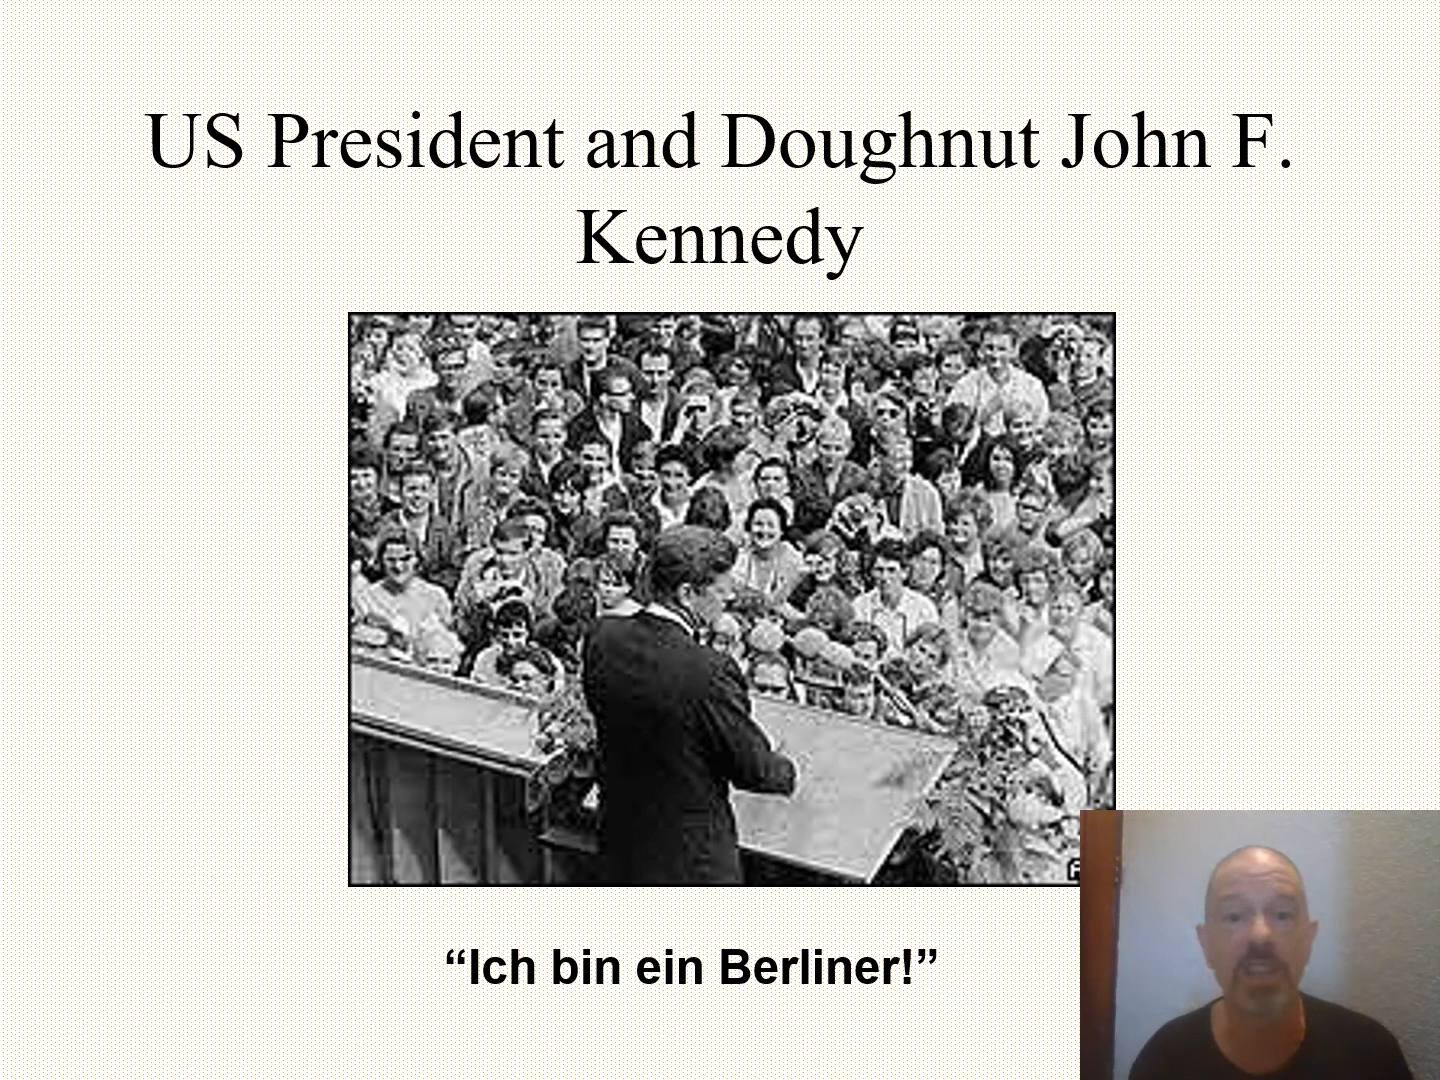 US President and Doughnut John F.
Kennedy
“Ich bin ein Berliner!”